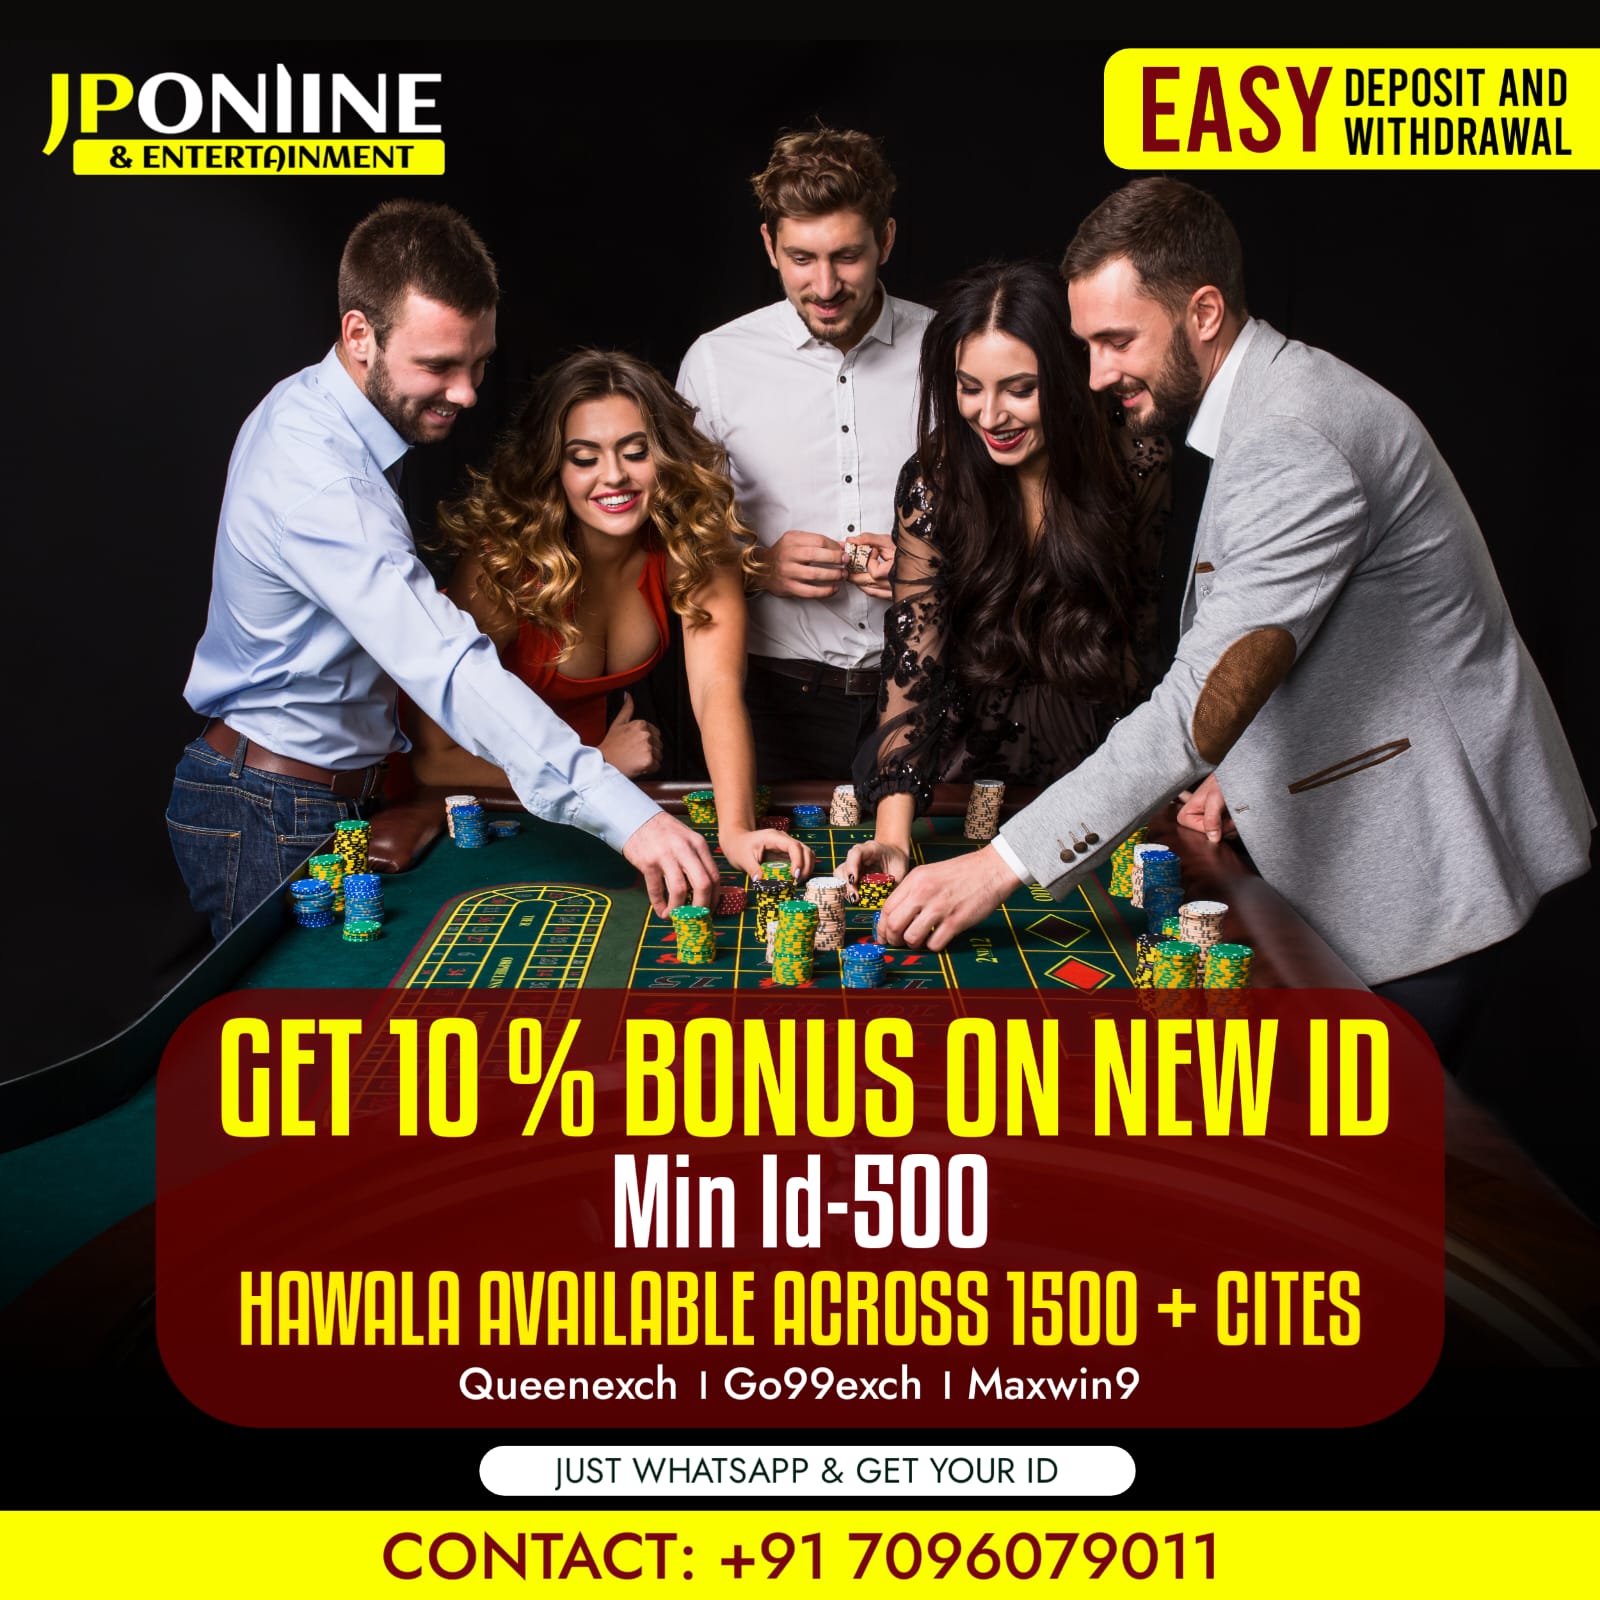 JPONLINE
& ENTERTAINMENT
EASY DEPOSIT AND
WITHDRAWAL
GET 10 % BONUS ON NEW ID
Min Id-500
HAWALA AVAILABLE ACROSS 1500 + CITES
Queenexch | Go99exch | Maxwin9
JUST WHATSAPP & GET YOUR ID
CONTACT: +91 7096079011